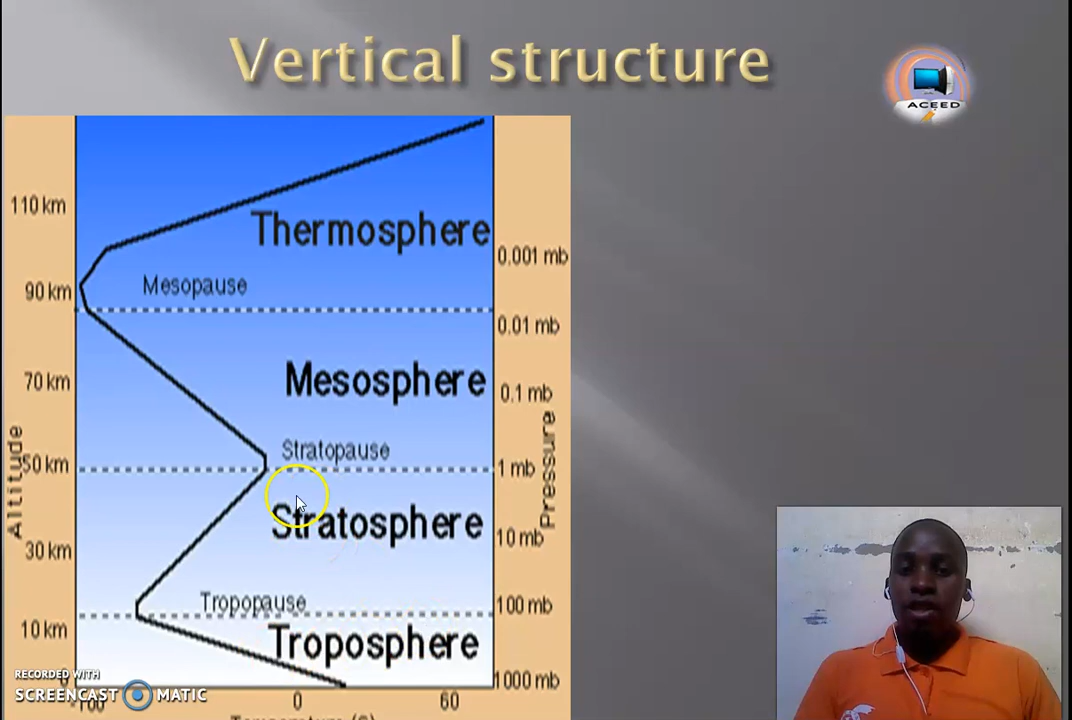 Vertical structure
ACEED
110 km
Thermosphere
0.001 mb
Mesopause
90 km
0.01 mb
Mesosphere
70 km
0.1 mb
Stratopause
50 km
1 mb
Altitude
Pressure
Stratosphere
10 mb
30 km
Tropopause
100 mb
10 km
Troposphere
RECORDED WITH
SCREENCAST MATIC
1000 mb
-100 0 60